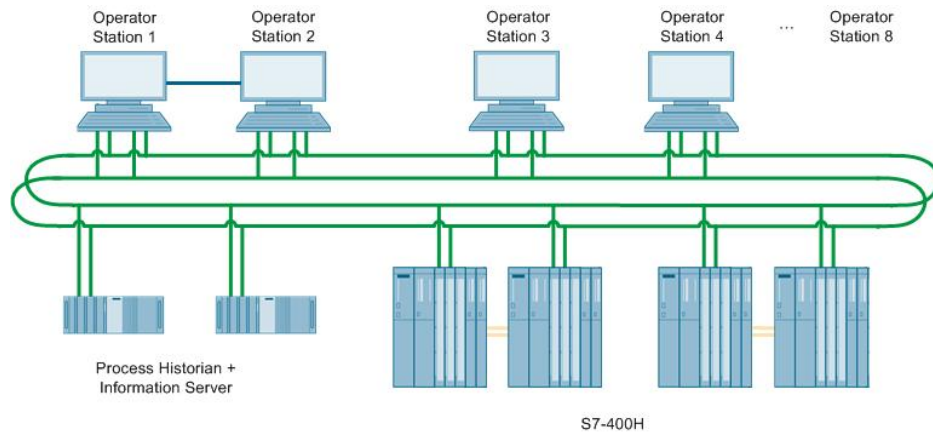 Operator
Station 1
Operator
Station 2
Operator
Station 3
Operator
Station 4
...
Operator
Station 8
Process Historian +
Information Server
S7-400H